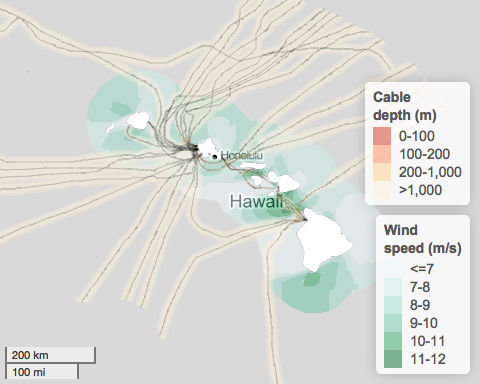 Honolulu
Hawaii
Cable
depth (m)
0-100
100-200
200-1,000
>1,000
Wind
speed (m/s)
<=7
7-8
8-9
9-10
10-11
11-12
200 km
100 mi